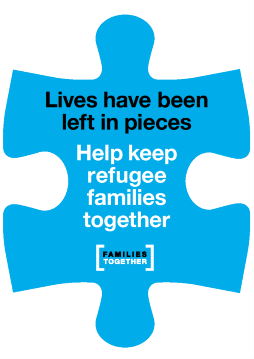 Lives have been
left in pieces
Help keep
refugee
families
together
FAMILIES
TOGETHER